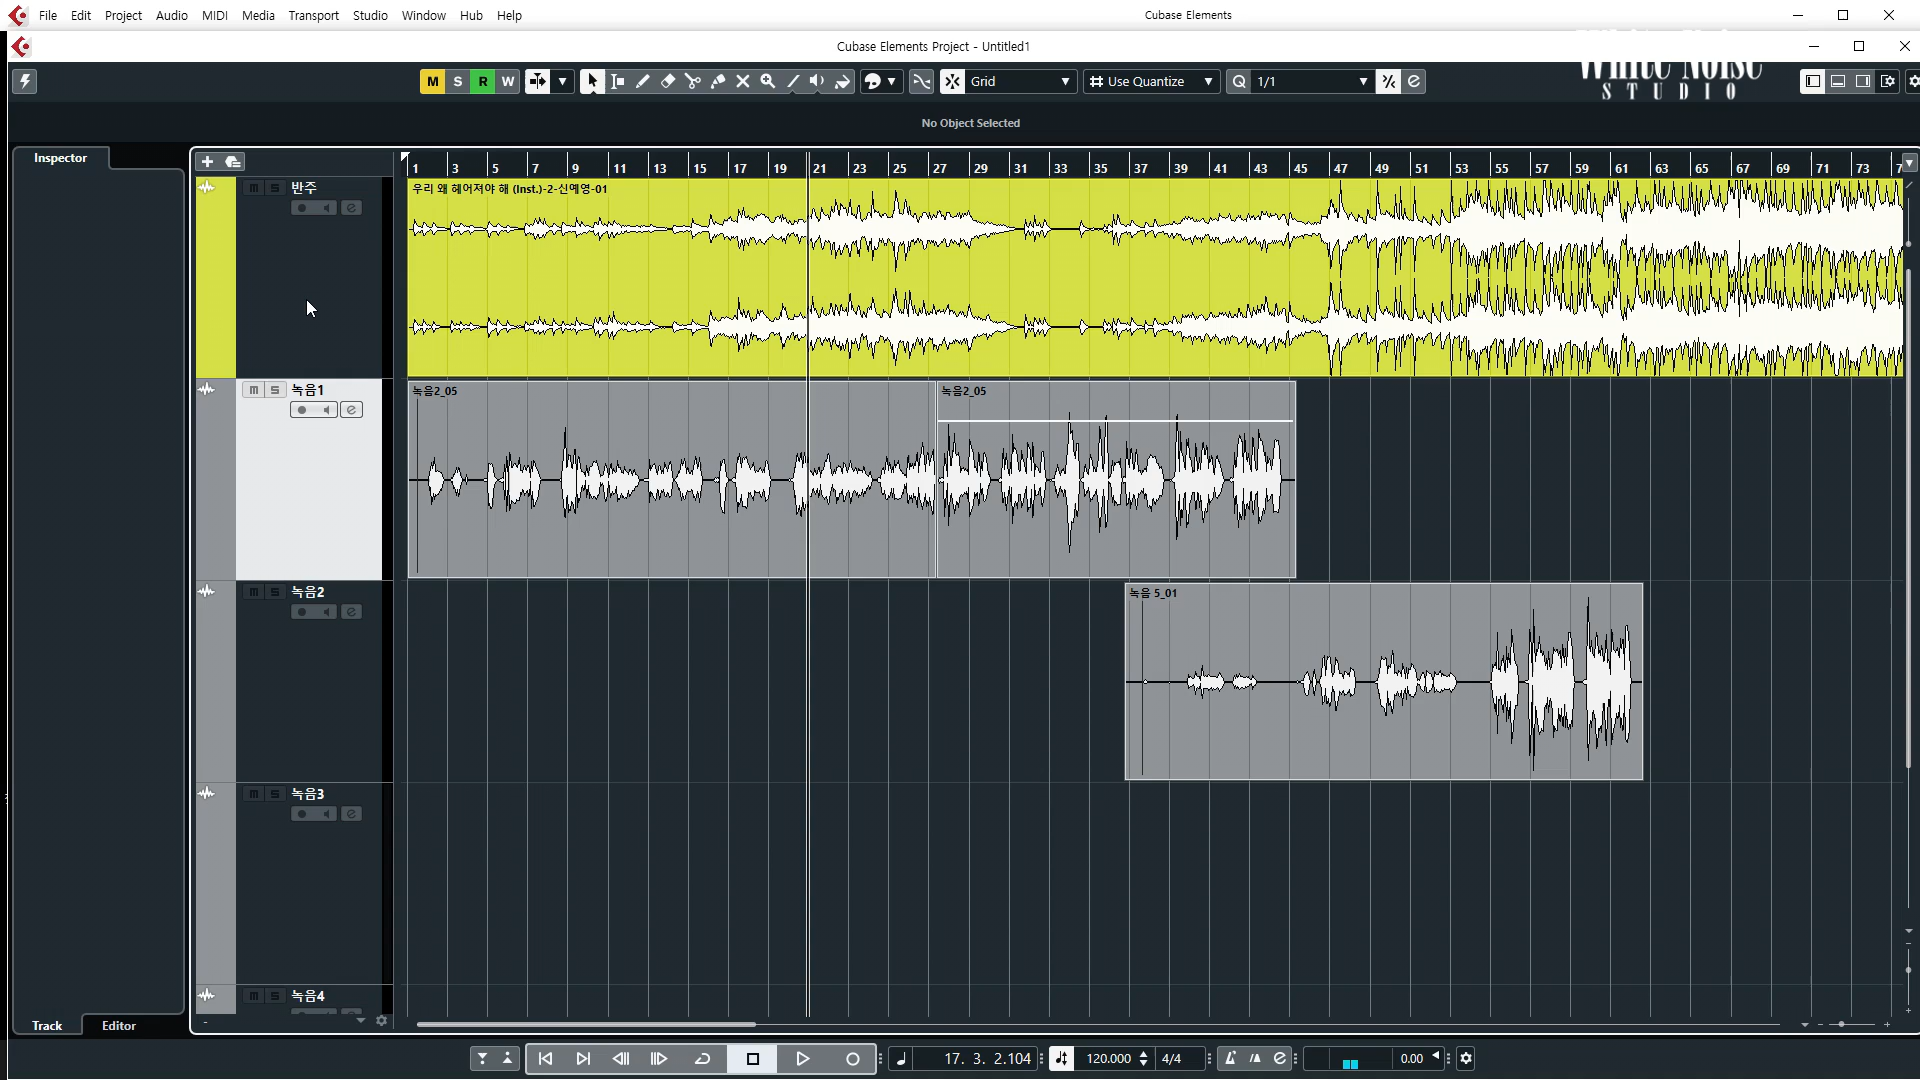 File Edit Project Audio MIDI Media Transport Studio Window Hub Help
Cubase Elements
Cubase Elements Project - Untitled1
M S R W
Grid
Use Quantize
Q 1/1
White Noise
STUDIO
No Object Selected
Inspector
1 3 5 7 9 11 13 15 17 19 21 23 25 27 29 31 33 35 37 39 41 43 45 47 49 51 53 55 57 59 61 63 65 67 69 71 73
m s 반주
우리 왜 헤어져야 해 (Inst.)-2-신예영-01
m s 녹음1
녹음2_05
녹음2_05
m s 녹음2
녹음 5_01
m s 녹음3
m s 녹음4
Track Editor
17. 3. 2.104
120.000
4/4
0.00